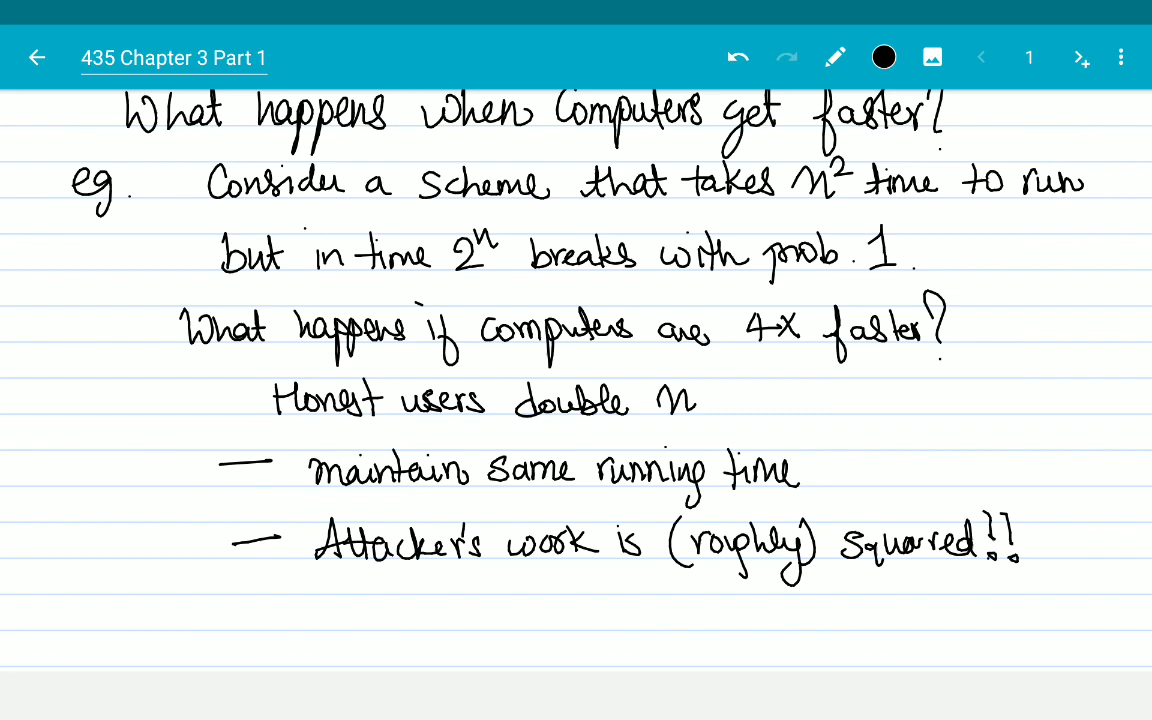 435 Chapter 3 Part 1
1
What happens when computers get faster?
eg. Consider a scheme that takes n² time to run
but in time 2ⁿ breaks with prob. 1.
What happens if computers are 4x faster?
Honest users double n
— maintain same running time
— Attacker's work is (roughly) squared!!